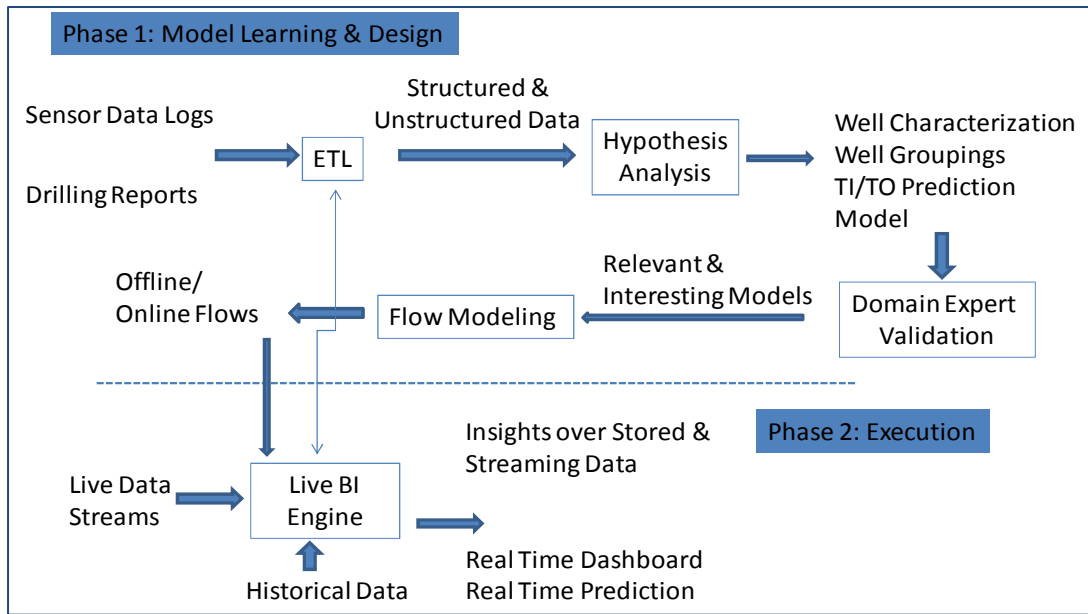 Phase 1: Model Learning & Design
Sensor Data Logs
Drilling Reports
ETL
Structured &
Unstructured Data
Hypothesis
Analysis
Well Characterization
Well Groupings
TI/TO Prediction
Model
Domain Expert
Validation
Relevant &
Interesting Models
Flow Modeling
Offline/
Online Flows
Phase 2: Execution
Live Data
Streams
Live BI
Engine
Historical Data
Insights over Stored &
Streaming Data
Real Time Dashboard
Real Time Prediction